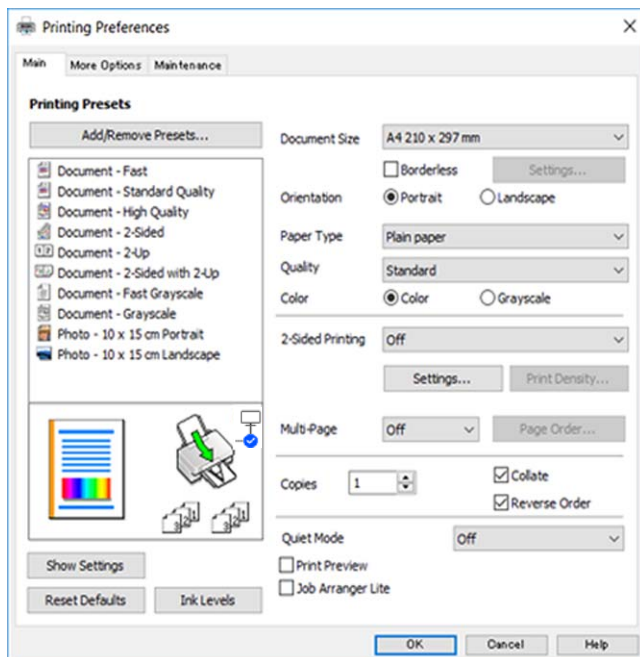 Printing Preferences
Main More Options Maintenance
Printing Presets
Add/Remove Presets...
Document - Fast
Document - Standard Quality
Document - High Quality
Document - 2-Sided
Document - 2-Up
Document - 2-Sided with 2-Up
Document - Fast Grayscale
Document - Grayscale
Photo - 10 x 15 cm Portrait
Photo - 10 x 15 cm Landscape
Show Settings
Reset Defaults Ink Levels
Document Size A4 210 x 297 mm
Borderless Settings...
Orientation Portrait Landscape
Paper Type Plain paper
Quality Standard
Color Color Grayscale
2-Sided Printing Off
Settings... Print Density...
Multi-Page Off Page Order...
Copies 1 Collate
Reverse Order
Quiet Mode Off
Print Preview
Job Arranger Lite
OK Cancel Help